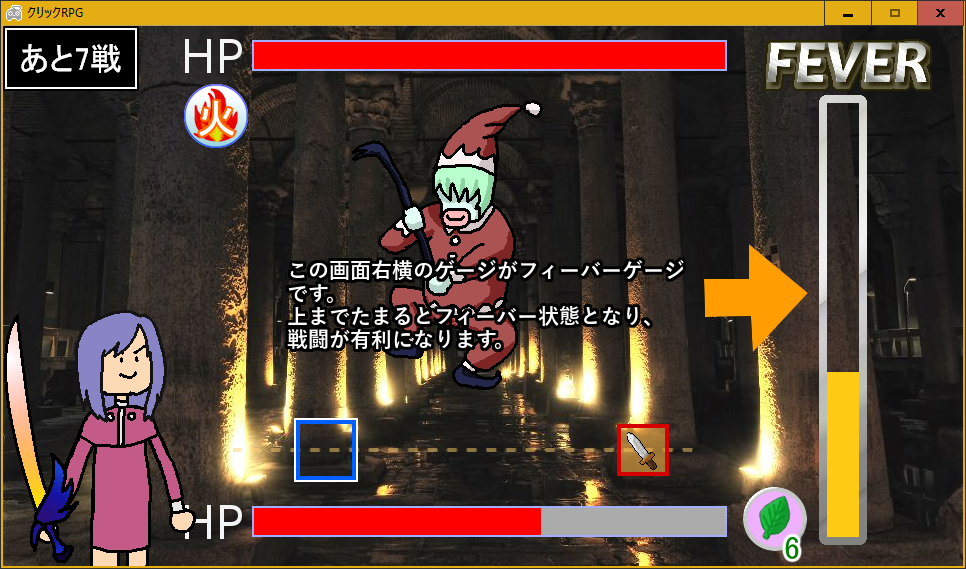 クリックRPG
あと7戦
HP
FEVER
火
この画面右横のゲージがフィーバーゲージ
です。
上までたまるとフィーバー状態となり、
戦闘が有利になります。
HP
6